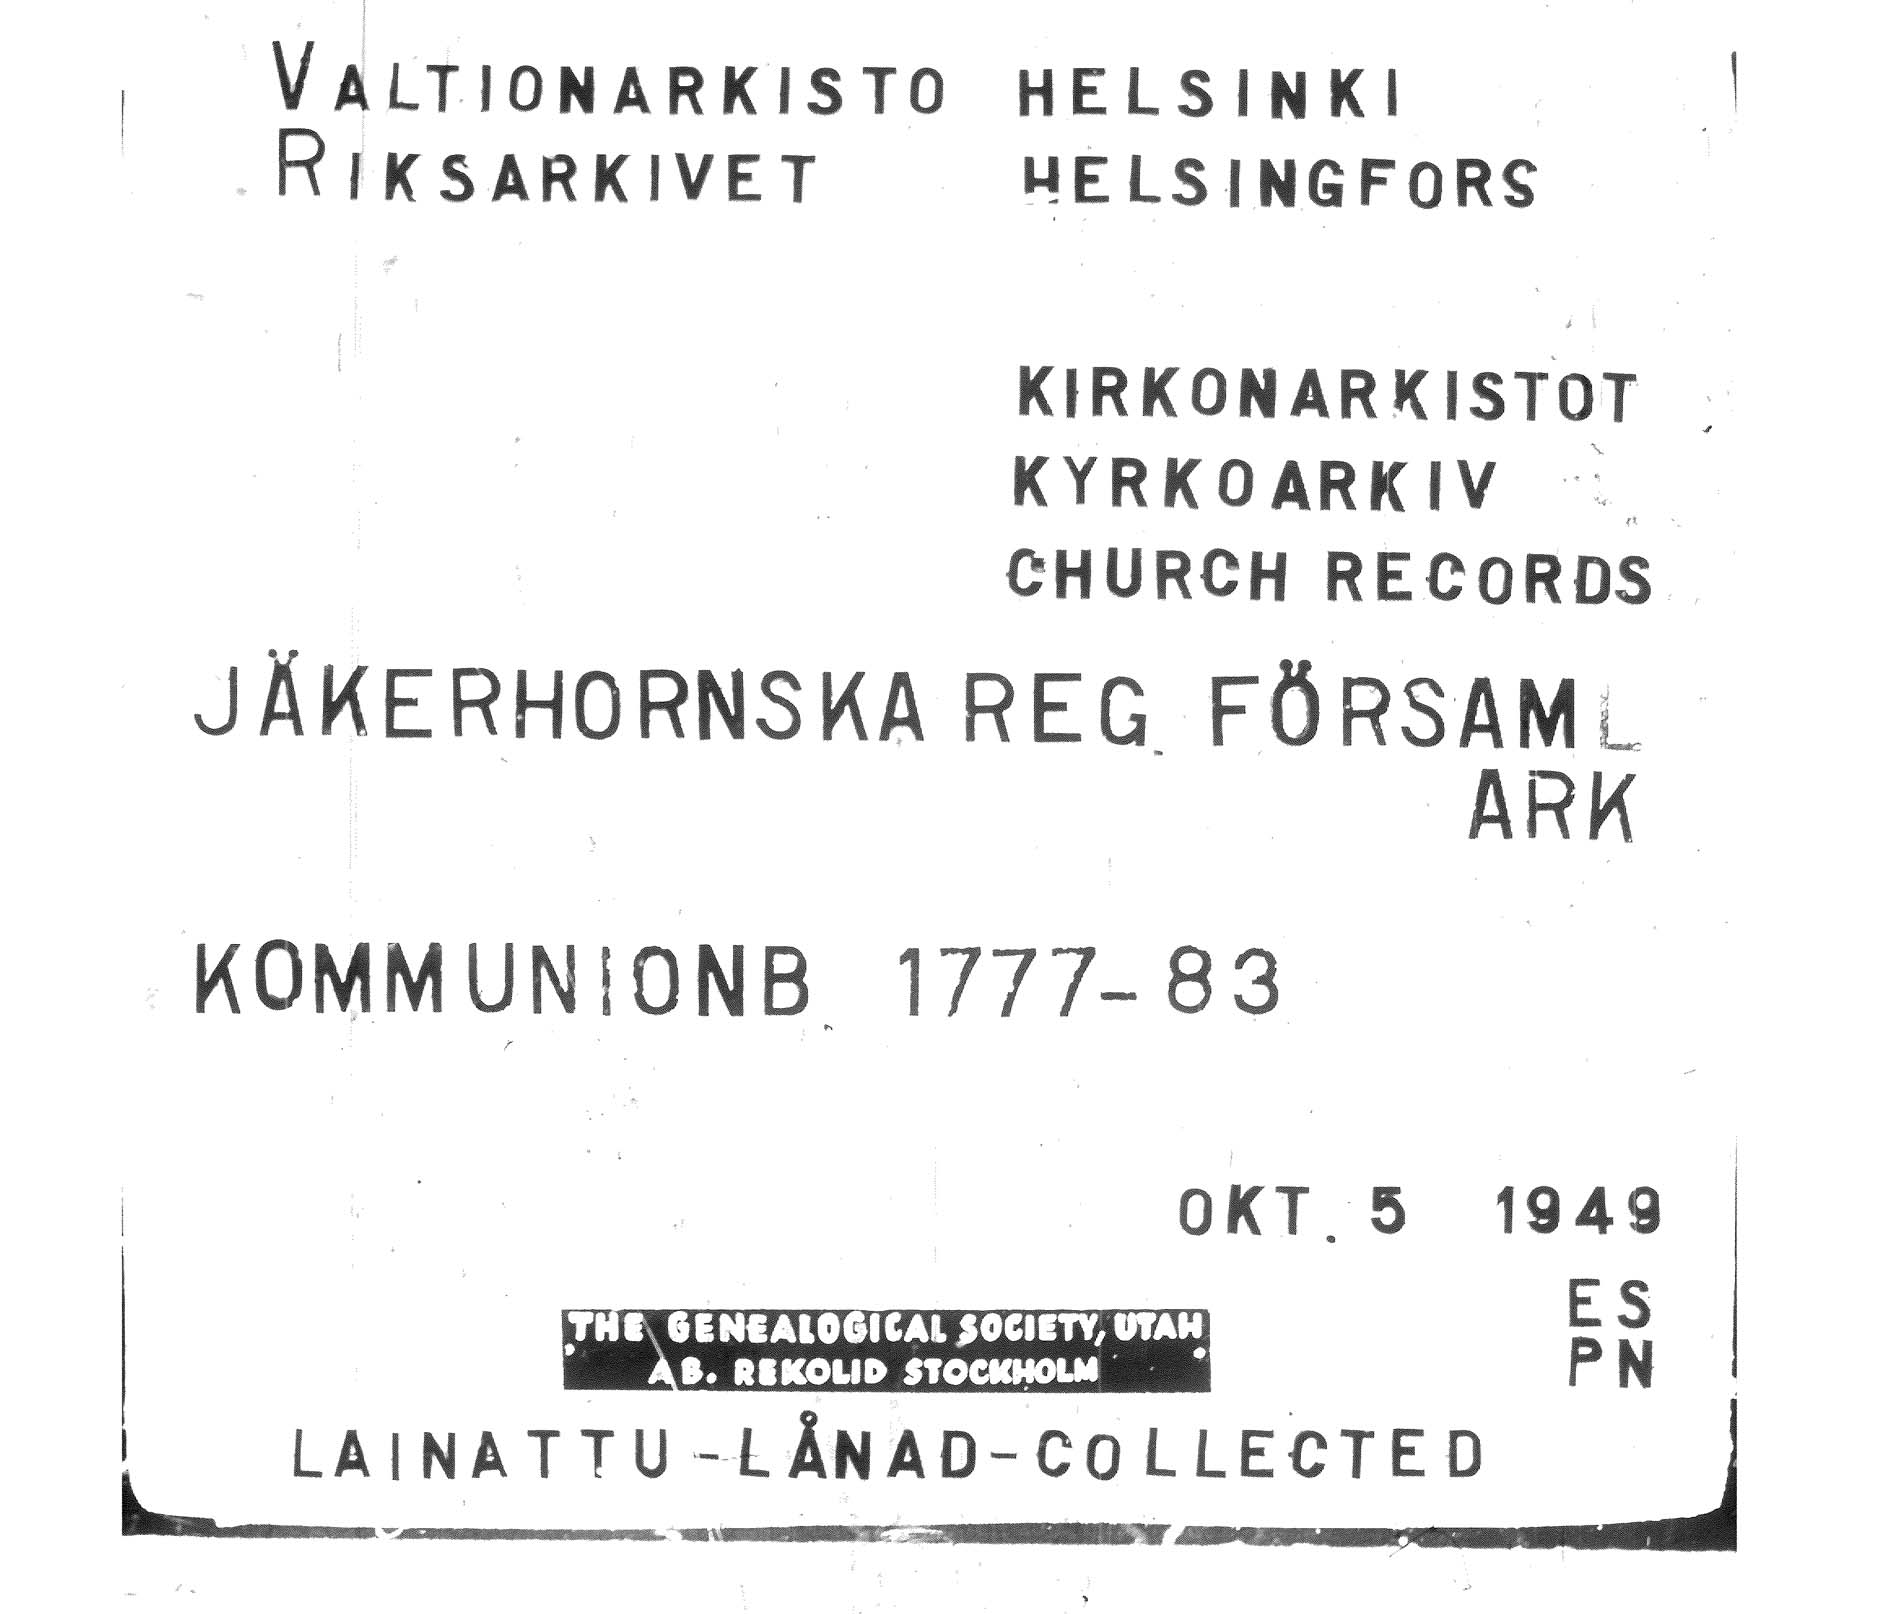 VALTIONARKISTO HELSINKI
RIKSARKIVET HELSINGFORS
KIRKONARKISTOT
KYRKOARKIV
CHURCH RECORDS
JÄKERHORNSKA REG. FÖRSAML
ARK
KOMMUNIONB. 1777-83
OKT. 5 1949
ES
PN
THE GENEALOGICAL SOCIETY, UTAH
AB. REKOLID STOCKHOLM
LAINATTU-LÅNAD-COLLECTED